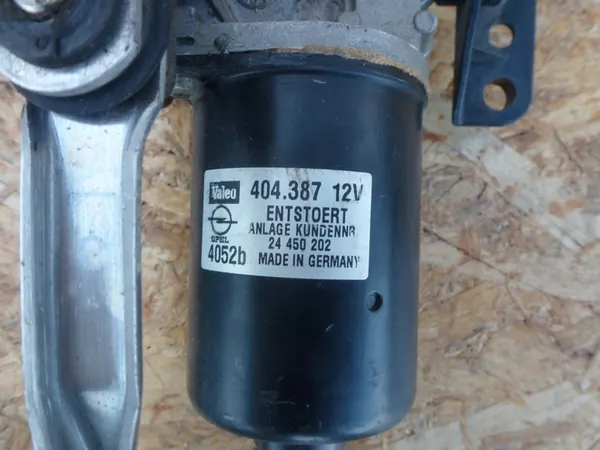 Valeo 404.387 12V
ENTSTOERT
ANLAGE KUNDENNR.
OPEL 24 450 202
4052b MADE IN GERMANY